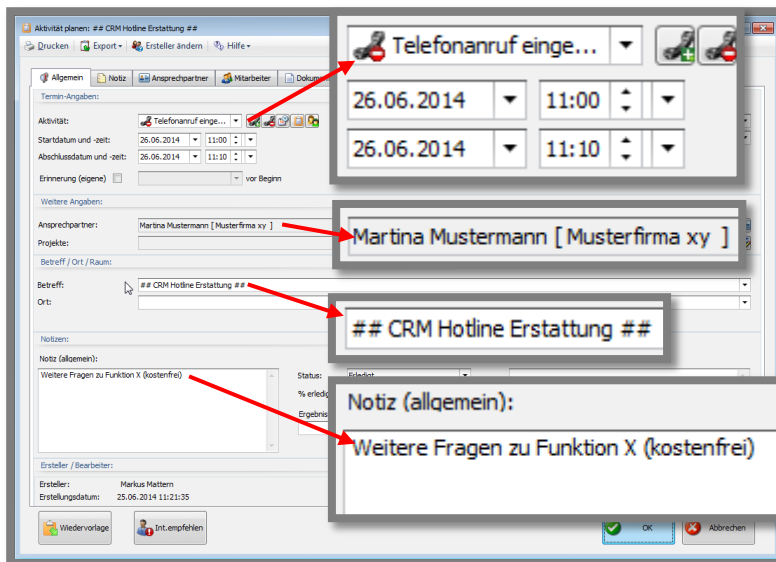 Aktivität planen: ## CRM Hotline Erstattung ##
Drucken Export Ersteller ändern Hilfe
Allgemein Notiz Ansprechpartner Mitarbeiter
Termin-Angaben:
Aktivität: Telefonanruf einge...
Startdatum und -zeit: 26.06.2014 11:00
Abschlussdatum und -zeit: 26.06.2014 11:10
Erinnerung (eigene) vor Beginn
Weitere Angaben:
Ansprechpartner: Martina Mustermann [ Musterfirma xy ]
Projekte:
Betreff / Ort / Raum:
Betreff: ## CRM Hotline Erstattung ##
Ort:
Notizen:
Notiz (allgemein):
Weitere Fragen zu Funktion X (kostenfrei)
Status: Erledigt
Ersteller / Bearbeiter:
Ersteller: Markus Mattern
Erstellungsdatum: 25.06.2014 11:21:35
Wiedervorlage Int.empfehlen OK Abbrechen
Telefonanruf einge...
26.06.2014 11:00
26.06.2014 11:10
Martina Mustermann [ Musterfirma xy ]
## CRM Hotline Erstattung ##
Notiz (allgemein):
Weitere Fragen zu Funktion X (kostenfrei)